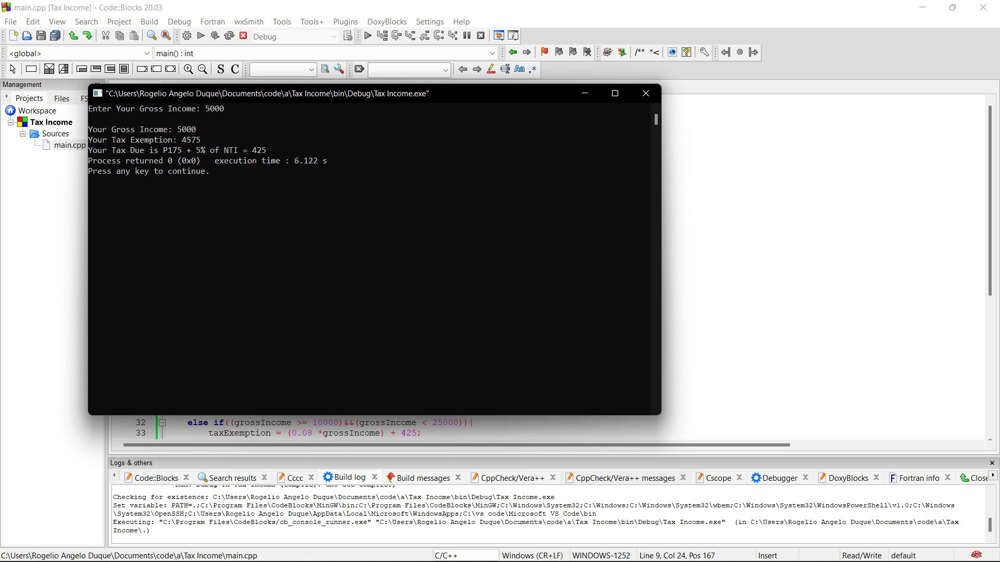 main.cpp [Tax Income] - Code::Blocks 20.03
File Edit View Search Project Build Debug Fortran wxSmith Tools Tools+ Plugins DoxyBlocks Settings Help
Debug
<global> main() : int
/** *<
S C
Aa .*
Management
Projects Files FS
Workspace
Tax Income
Sources
main.cpp
"C:\Users\Rogelio Angelo Duque\Documents\code\a\Tax Income\bin\Debug\Tax Income.exe"
Enter Your Gross Income: 5000
Your Gross Income: 5000
Your Tax Exemption: 4575
Your Tax Due is P175 + 5% of NTI = 425
Process returned 0 (0x0)   execution time : 6.122 s
Press any key to continue.
32 else if((grossIncome >= 10000)&&(grossIncome < 25000)){
33 taxExemption = (0.08 *grossIncome) + 425;
Logs & others
Code::Blocks Search results Cccc Build log Build messages CppCheck/Vera++ CppCheck/Vera++ messages Cscope Debugger DoxyBlocks Fortran info Close
Checking for existence: C:\Users\Rogelio Angelo Duque\Documents\code\a\Tax Income\bin\Debug\Tax Income.exe
Set variable: PATH=.;C:\Program Files\CodeBlocks\MinGW\bin;C:\Program Files\CodeBlocks\MinGW;C:\Windows\System32;C:\Windows;C:\Windows\System32\wbem;C:\Windows\System32\WindowsPowerShell\v1.0;C:\Windows
\System32\OpenSSH;C:\Users\Rogelio Angelo Duque\AppData\Local\Microsoft\WindowsApps;C:\vs code\Microsoft VS Code\bin
Executing: "C:\Program Files\CodeBlocks/cb_console_runner.exe" "C:\Users\Rogelio Angelo Duque\Documents\code\a\Tax Income\bin\Debug\Tax Income.exe"  (in C:\Users\Rogelio Angelo Duque\Documents\code\a\Tax
Income\.)
C:\Users\Rogelio Angelo Duque\Documents\code\a\Tax Income\main.cpp C/C++ Windows (CR+LF) WINDOWS-1252 Line 9, Col 24, Pos 167 Insert Read/Write default abc